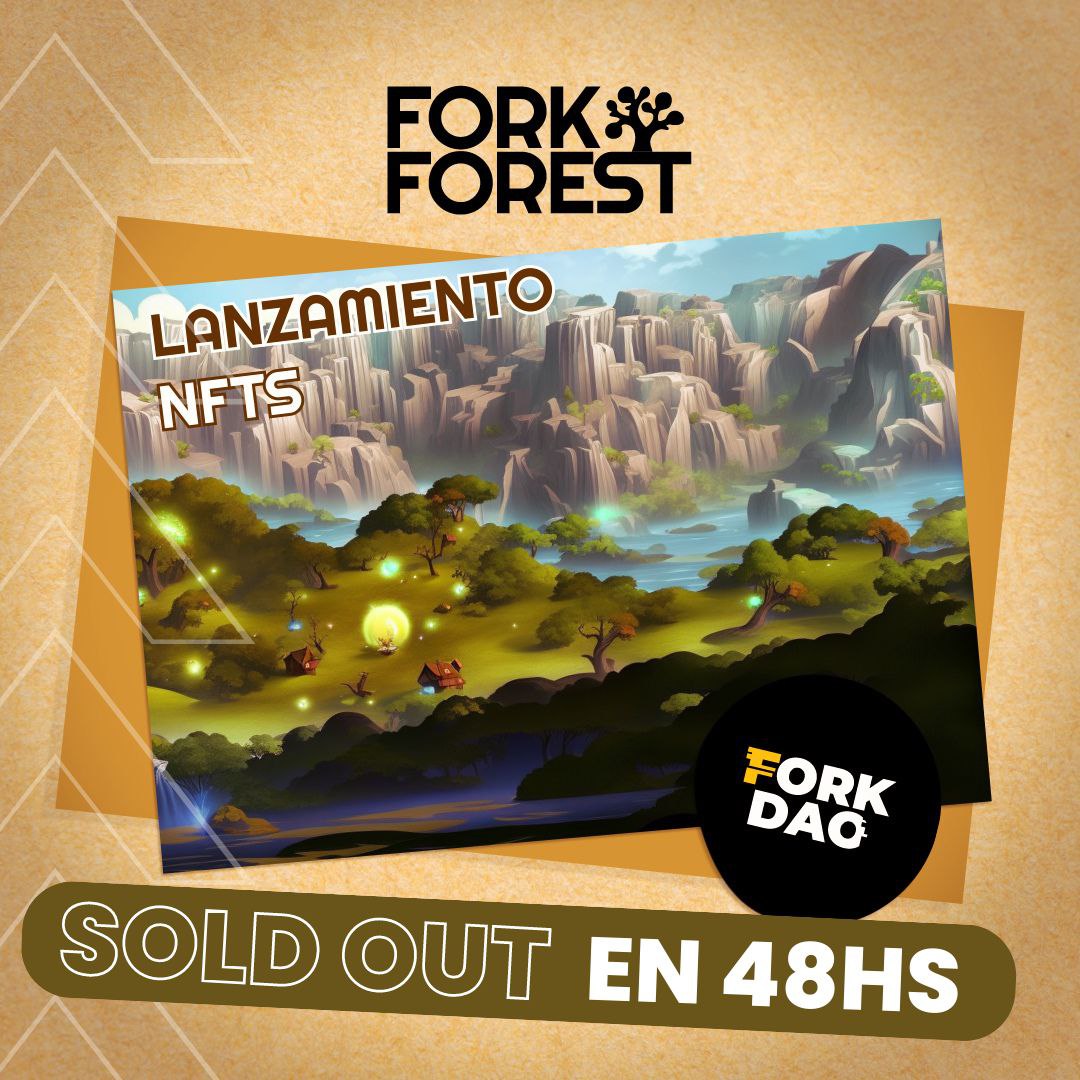 FORK
FOREST
LANZAMIENTO
NFTS
FORK
DAO
SOLD OUT EN 48HS